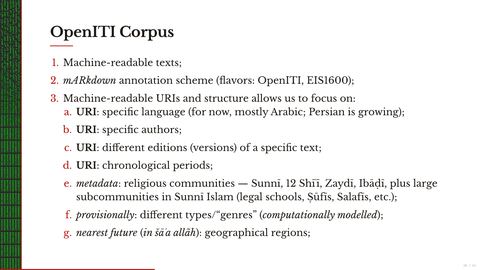 OpenITI Corpus
1. Machine-readable texts;
2. mARkdown annotation scheme (flavors: OpenITI, EIS1600);
3. Machine-readable URIs and structure allows us to focus on:
a. URI: specific language (for now, mostly Arabic; Persian is growing);
b. URI: specific authors;
c. URI: different editions (versions) of a specific text;
d. URI: chronological periods;
e. metadata: religious communities — Sunnī, 12 Shīʿī, Zaydī, Ibāḍī, plus large
subcommunities in Sunnī Islam (legal schools, Ṣūfīs, Salafīs, etc.);
f. provisionally: different types/“genres” (computationally modelled);
g. nearest future (in šāʾa allāh): geographical regions;